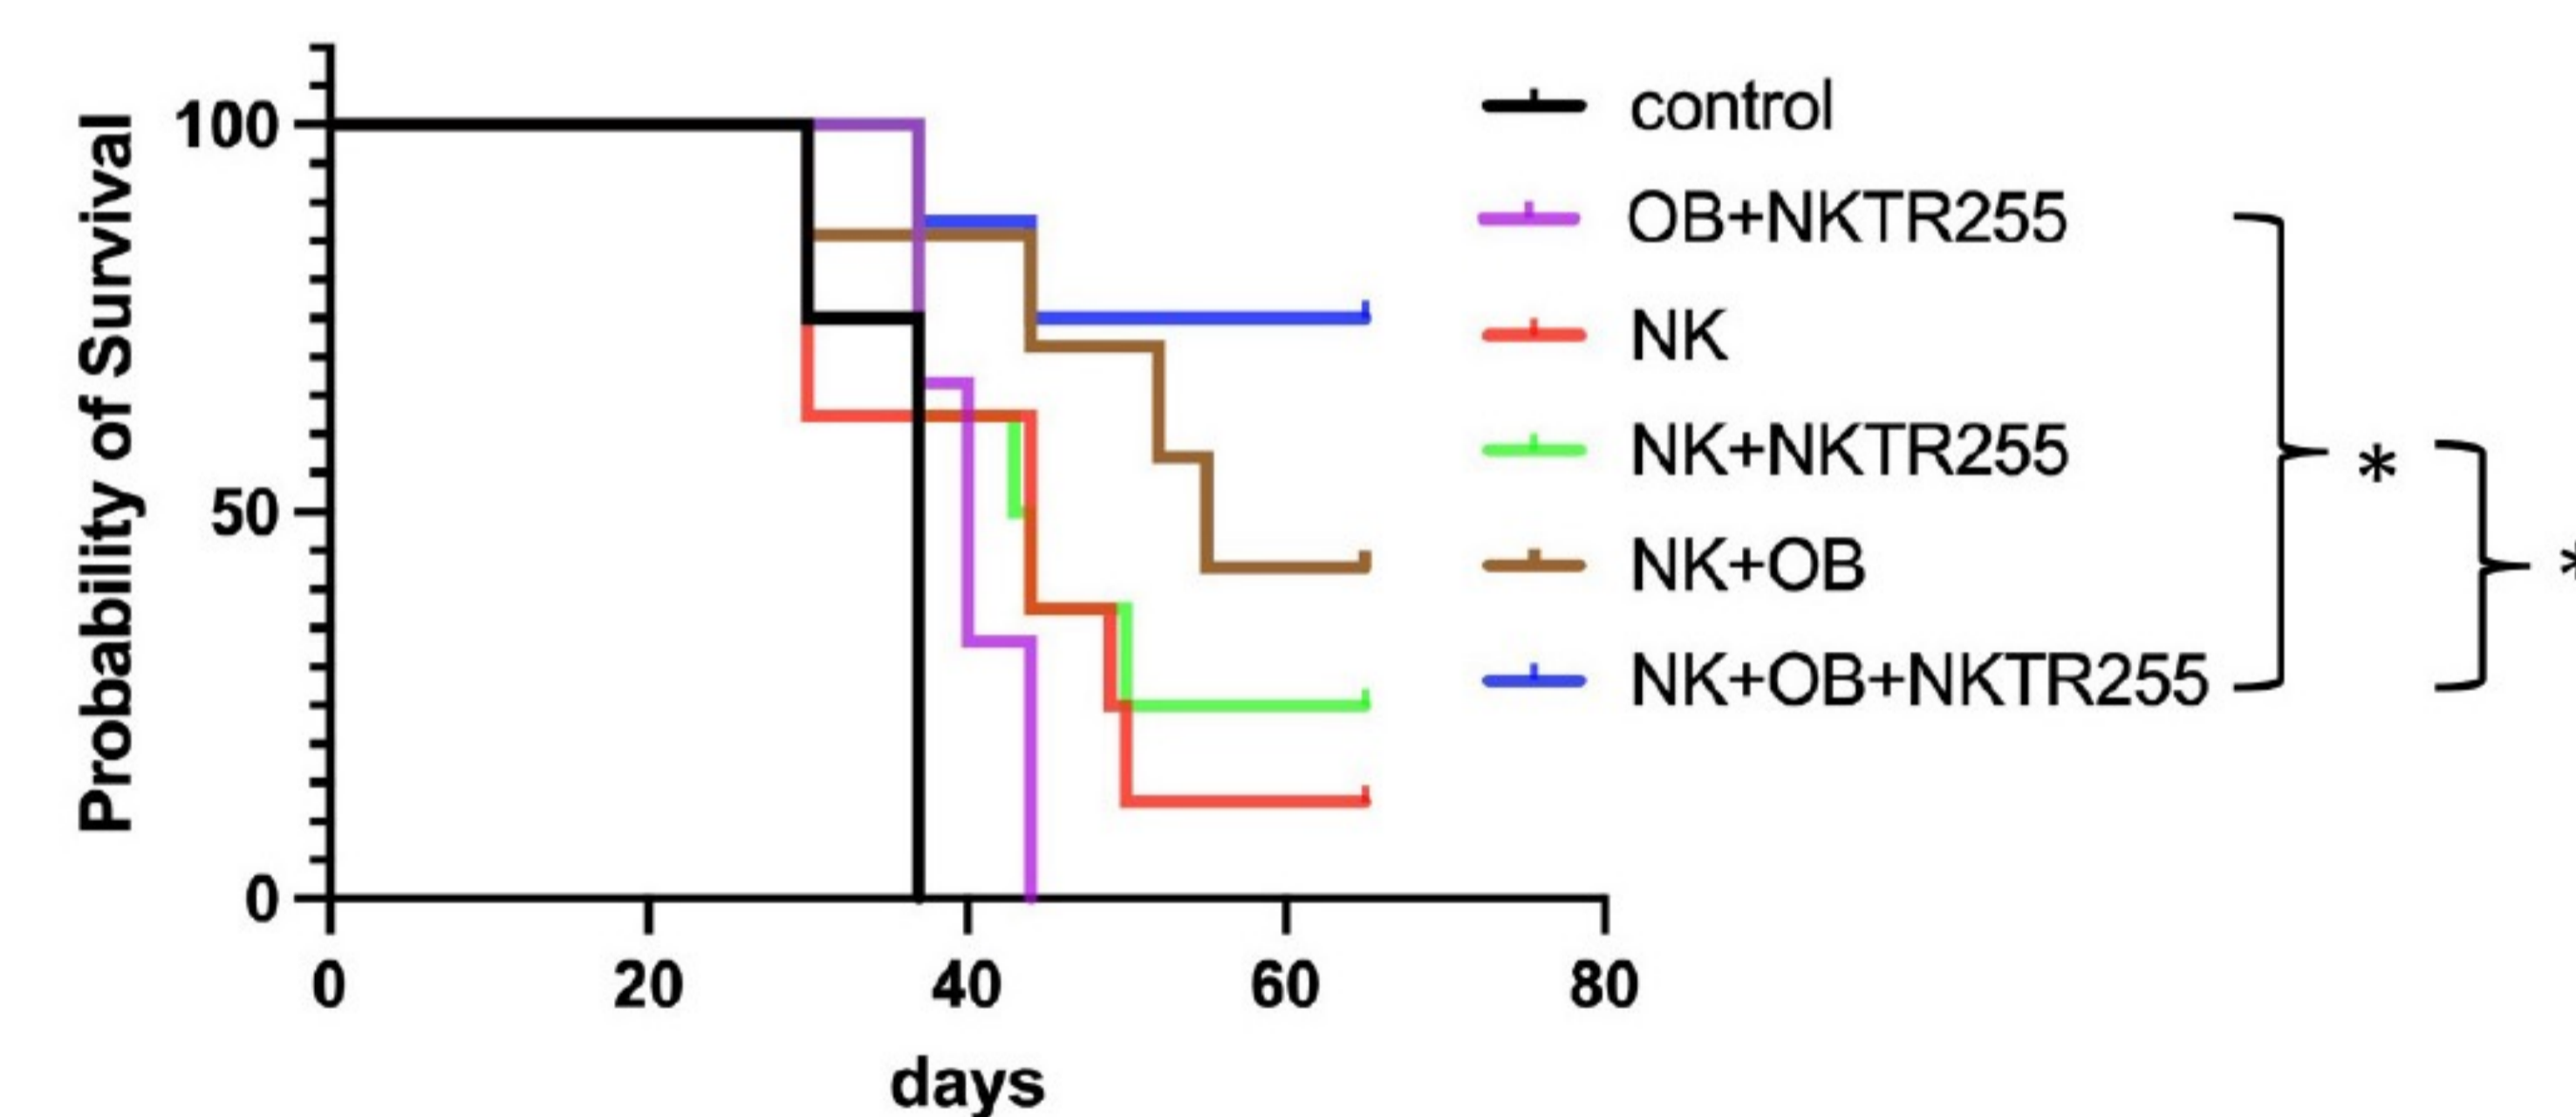 Probability of Survival
100
50
0
0 20 40 60 80
days
control
OB+NKTR255
NK
NK+NKTR255
NK+OB
NK+OB+NKTR255
*
*